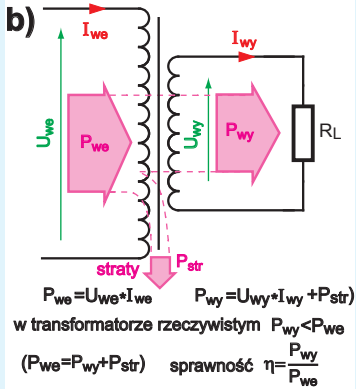 b)
Iwe
Iwy
Uwe
Pwe
Uwy
Pwy
RL
straty
Pstr
Pwe=Uwe*Iwe
Pwy=Uwy*Iwy+Pstr)
w transformatorze rzeczywistym Pwy<Pwe
(Pwe=Pwy+Pstr) sprawność η=Pwy/Pwe